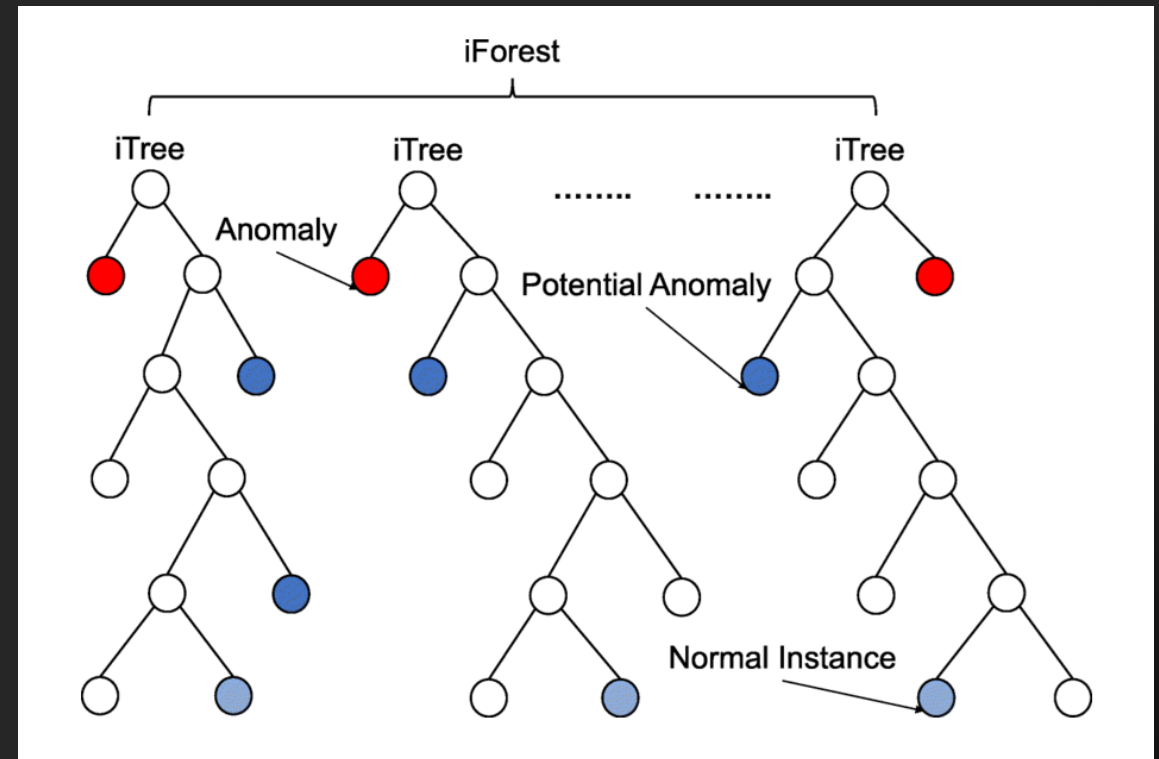 iForest
iTree iTree iTree
........ ........
Anomaly
Potential Anomaly
Normal Instance